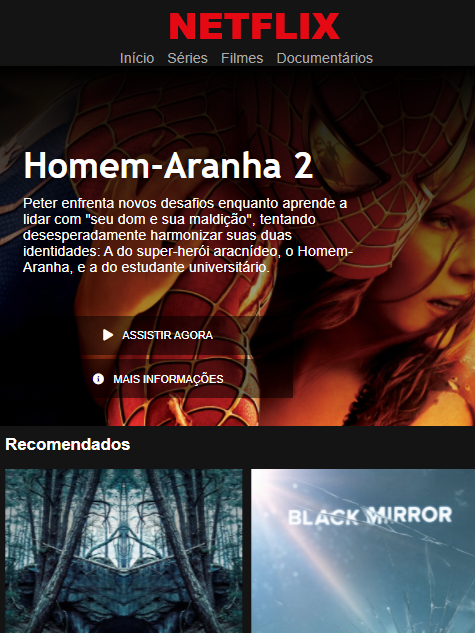 NETFLIX
Início Séries Filmes Documentários
Homem-Aranha 2
Peter enfrenta novos desafios enquanto aprende a
lidar com "seu dom e sua maldição", tentando
desesperadamente harmonizar suas duas
identidades: A do super-herói aracnídeo, o Homem-
Aranha, e a do estudante universitário.
ASSISTIR AGORA
MAIS INFORMAÇÕES
Recomendados
BLACK MIRROR